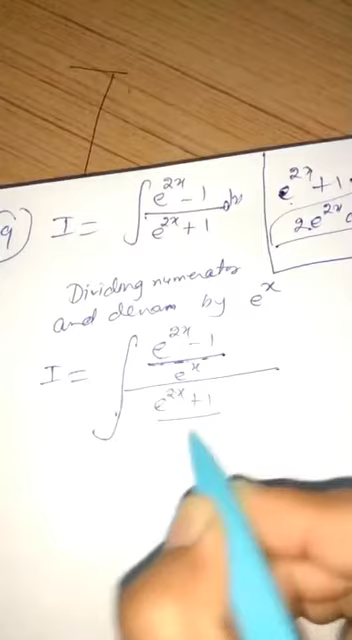 9) I = ∫ e^2x - 1 / e^2x + 1 dx
e^2x + 1
2e^2x
Dividing numerator
and denom by e^x
I = ∫ e^2x - 1 / e^x
e^2x + 1